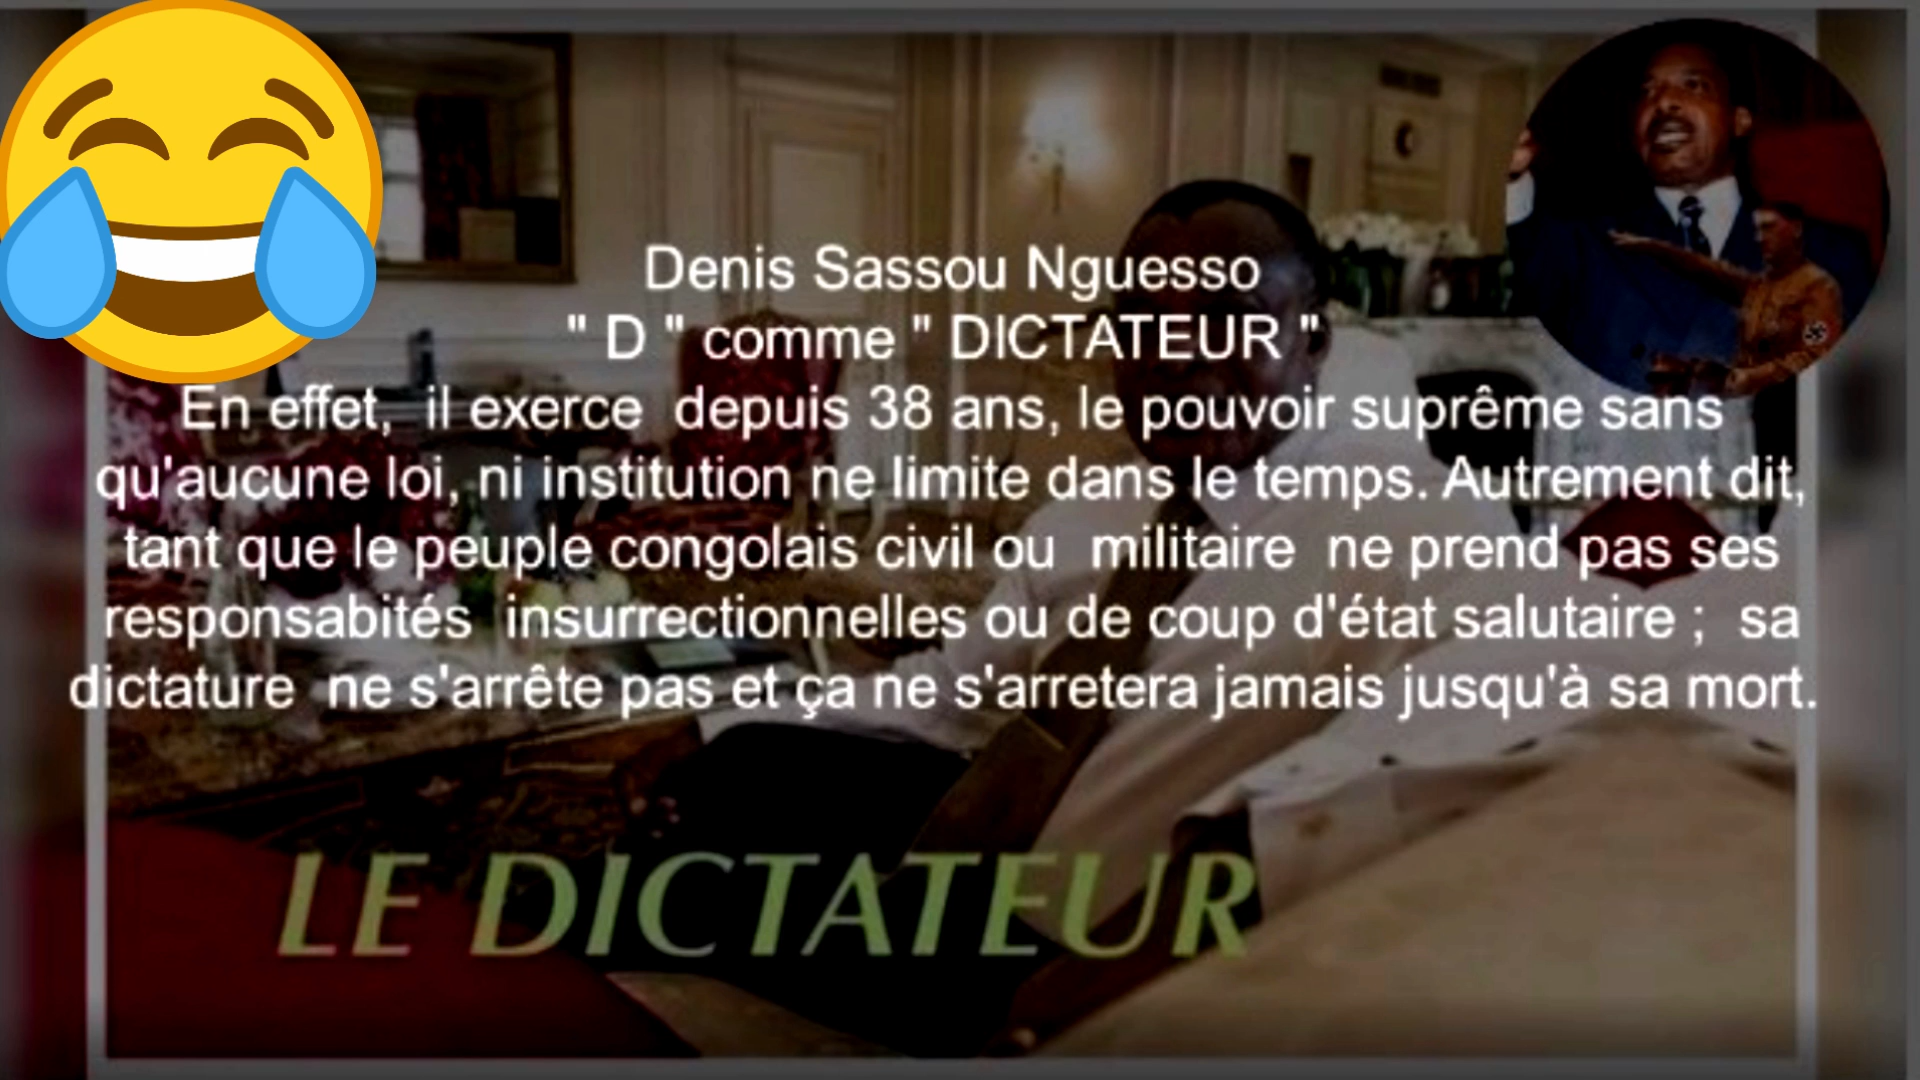 Denis Sassou Nguesso
" D " comme " DICTATEUR "
En effet, il exerce depuis 38 ans, le pouvoir suprême sans
qu'aucune loi, ni institution ne limite dans le temps. Autrement dit,
tant que le peuple congolais civil ou militaire ne prend pas ses
responsabités insurrectionnelles ou de coup d'état salutaire ; sa
dictature ne s'arrête pas et ça ne s'arretera jamais jusqu'à sa mort.
LE DICTATEUR